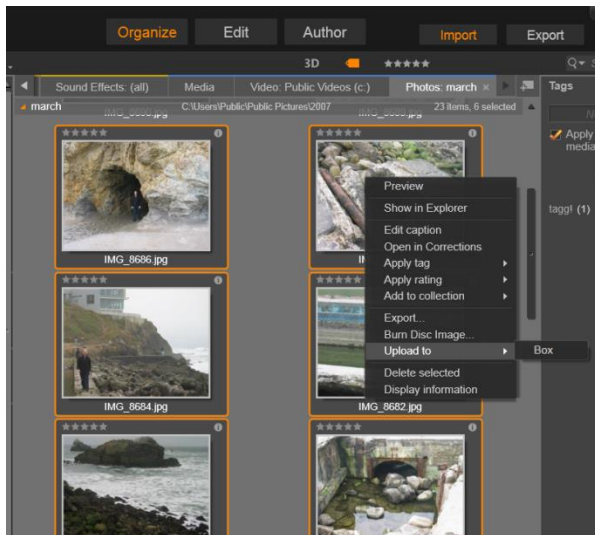 Organize Edit Author Import Export
3D
Sound Effects: (all) Media Video: Public Videos (c:) Photos: march × Tags
march C:\Users\Public\Public Pictures\2007 23 items, 6 selected
Apply
media
IMG_8686.jpg
tagg! (1)
Preview
Show in Explorer
Edit caption
Open in Corrections
Apply tag
Apply rating
Add to collection
Export...
Burn Disc Image...
Upload to Box
Delete selected
Display information
IMG_8684.jpg IMG_8682.jpg